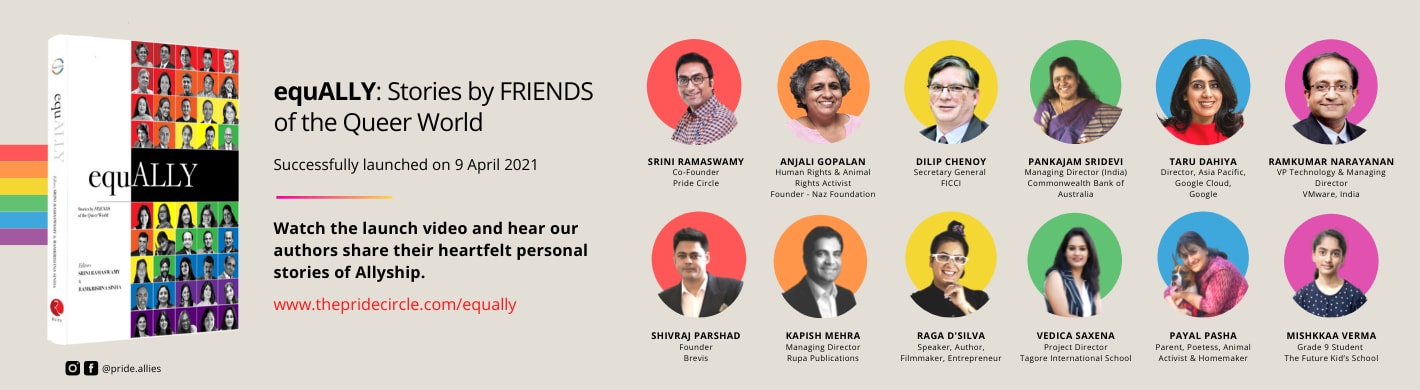 equALLY
equALLY
Stories by FRIENDS
of the Queer World
Editors
SRINI RAMASWAMY
&
RAMKRISHNA SINHA
@pride.allies
equALLY: Stories by FRIENDS
of the Queer World
Successfully launched on 9 April 2021
Watch the launch video and hear our
authors share their heartfelt personal
stories of Allyship.
www.thepridecircle.com/equally
SRINI RAMASWAMY
Co-Founder
Pride Circle
ANJALI GOPALAN
Human Rights & Animal
Rights Activist
Founder - Naz Foundation
DILIP CHENOY
Secretary General
FICCI
PANKAJAM SRIDEVI
Managing Director (India)
Commonwealth Bank of
Australia
TARU DAHIYA
Director, Asia Pacific,
Google Cloud,
Google
RAMKUMAR NARAYANAN
VP Technology & Managing
Director
VMware, India
SHIVRAJ PARSHAD
Founder
Brevis
KAPISH MEHRA
Managing Director
Rupa Publications
RAGA D'SILVA
Speaker, Author,
Filmmaker, Entrepreneur
VEDICA SAXENA
Project Director
Tagore International School
PAYAL PASHA
Parent, Poetess, Animal
Activist & Homemaker
MISHKKAA VERMA
Grade 9 Student
The Future Kid's School